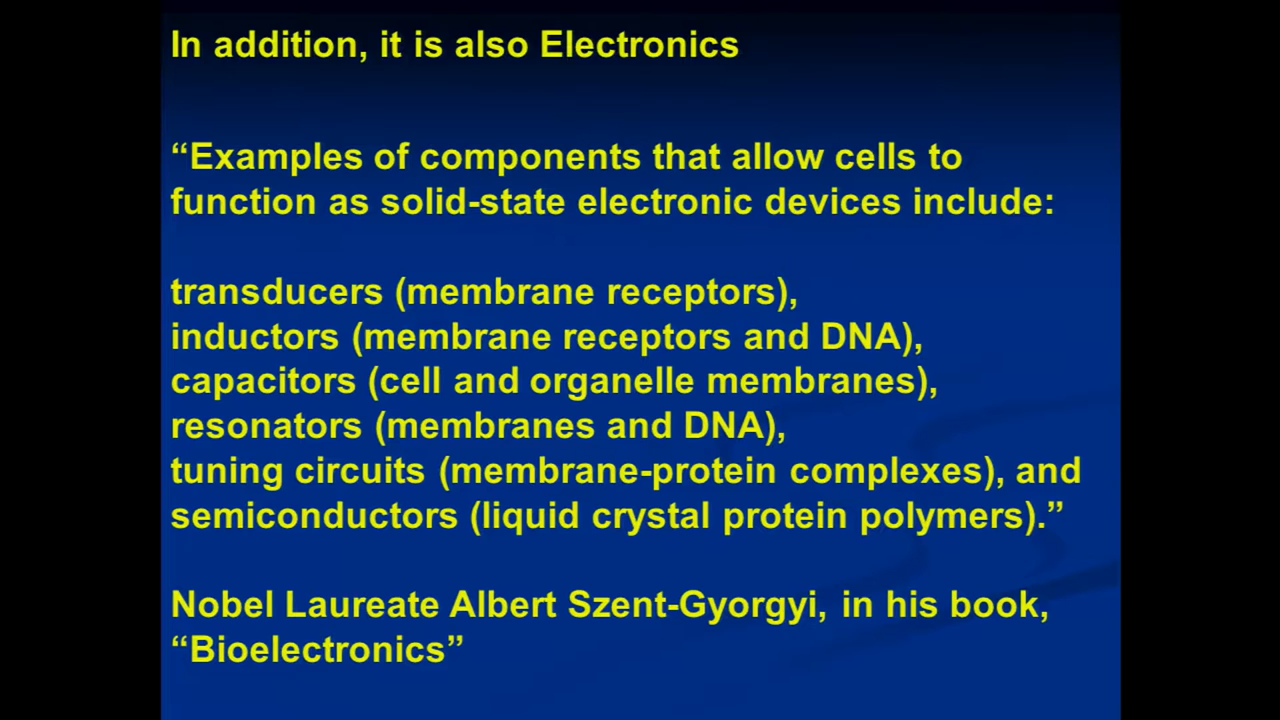 In addition, it is also Electronics
“Examples of components that allow cells to
function as solid-state electronic devices include:
transducers (membrane receptors),
inductors (membrane receptors and DNA),
capacitors (cell and organelle membranes),
resonators (membranes and DNA),
tuning circuits (membrane-protein complexes), and
semiconductors (liquid crystal protein polymers).”
Nobel Laureate Albert Szent-Gyorgyi, in his book,
“Bioelectronics”